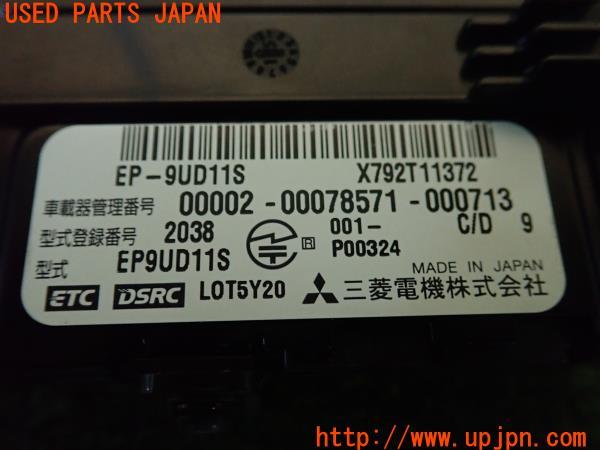 USED PARTS JAPAN
EP-9UD11S X792T11372
車載器管理番号 00002-00078571-000713
型式登録番号 2038 001- C/D 9
R P00324
型式 EP9UD11S
MADE IN JAPAN
ETC DSRC LOT5Y20 三菱電機株式会社
http://www.upjpn.com/